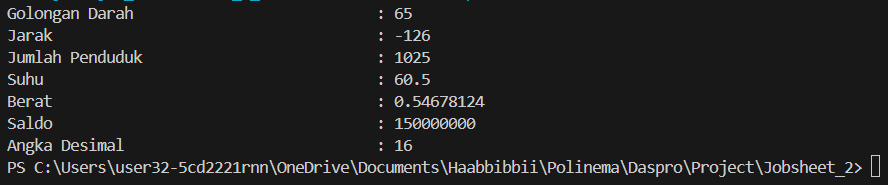 Golongan Darah : 65
Jarak : -126
Jumlah Penduduk : 1025
Suhu : 60.5
Berat : 0.54678124
Saldo : 150000000
Angka Desimal : 16
PS C:\Users\user32-5cd2221rnn\OneDrive\Documents\Haabbibbii\Polinema\Daspro\Project\Jobsheet_2>